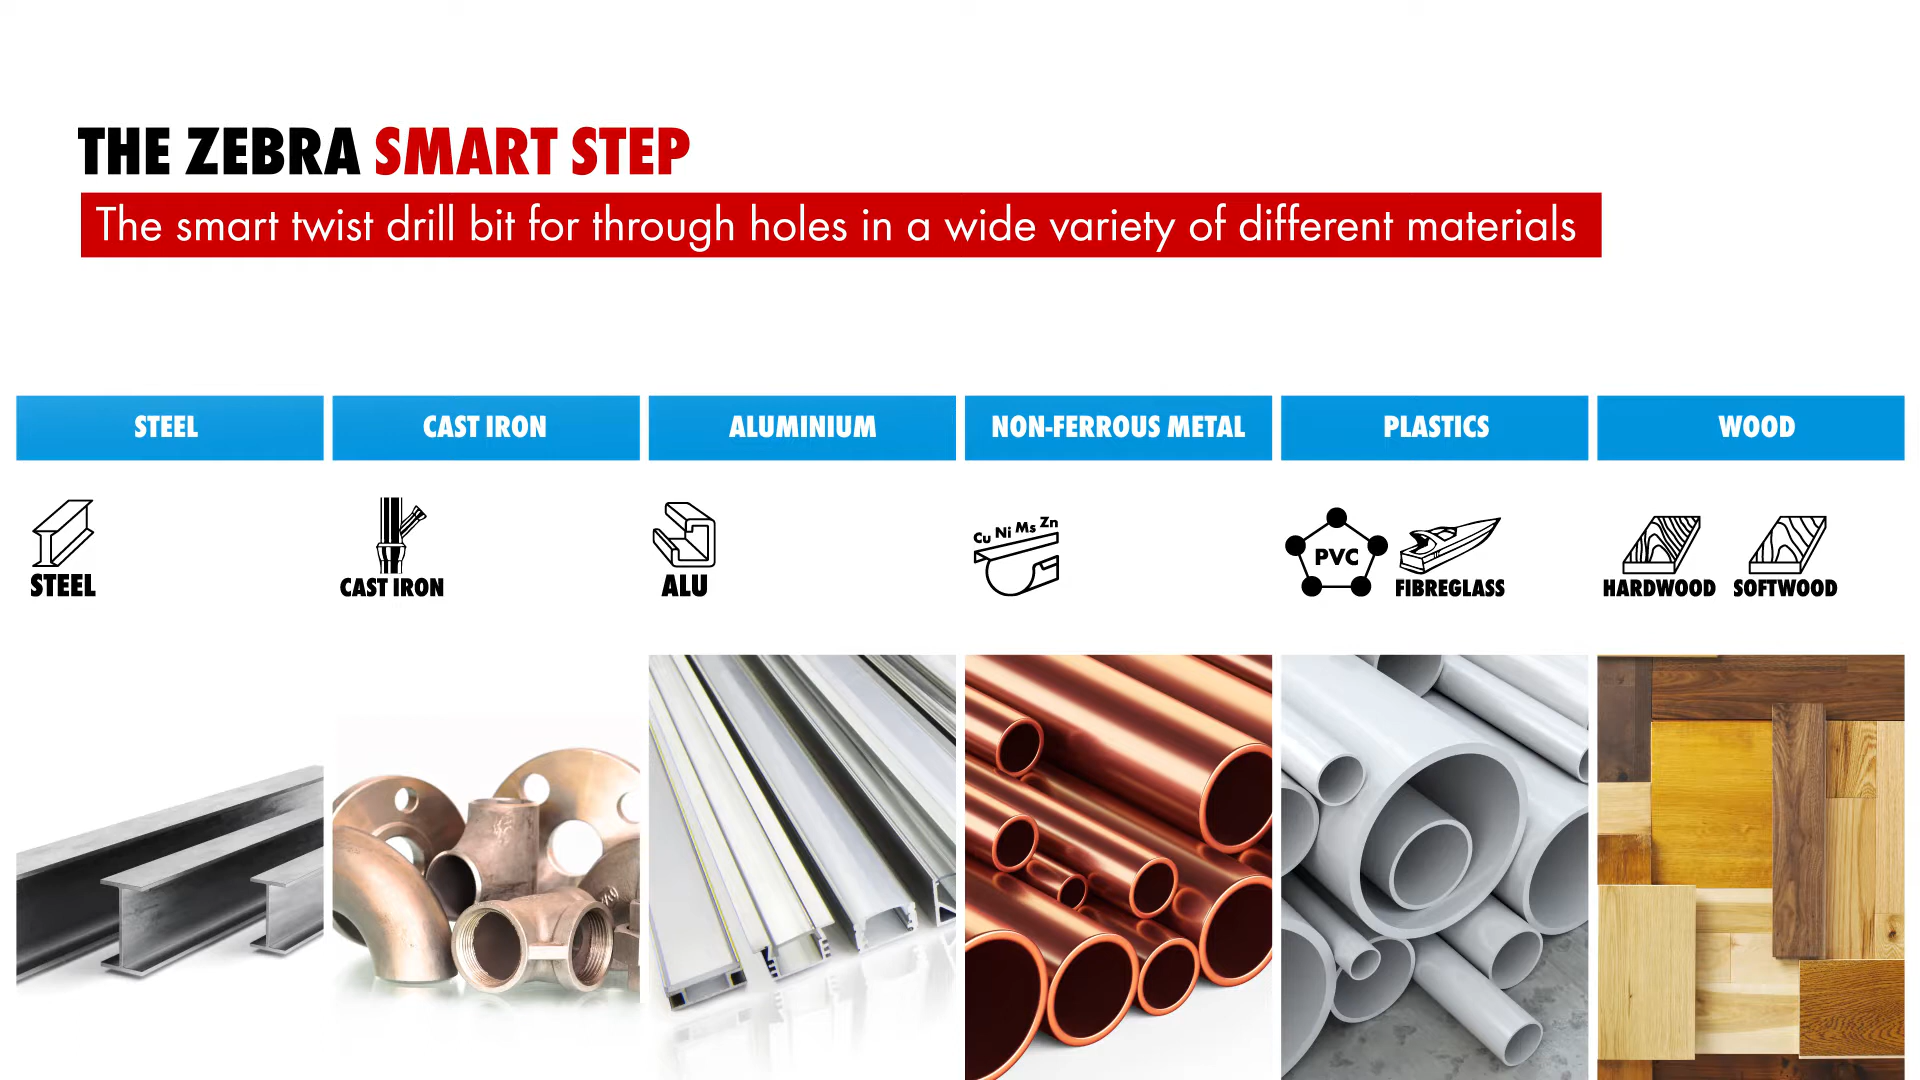 THE ZEBRA SMART STEP
The smart twist drill bit for through holes in a wide variety of different materials
STEEL
CAST IRON
ALUMINIUM
NON-FERROUS METAL
PLASTICS
WOOD
STEEL
CAST IRON
ALU
Cu Ni Ms Zn
PVC
FIBREGLASS
HARDWOOD
SOFTWOOD